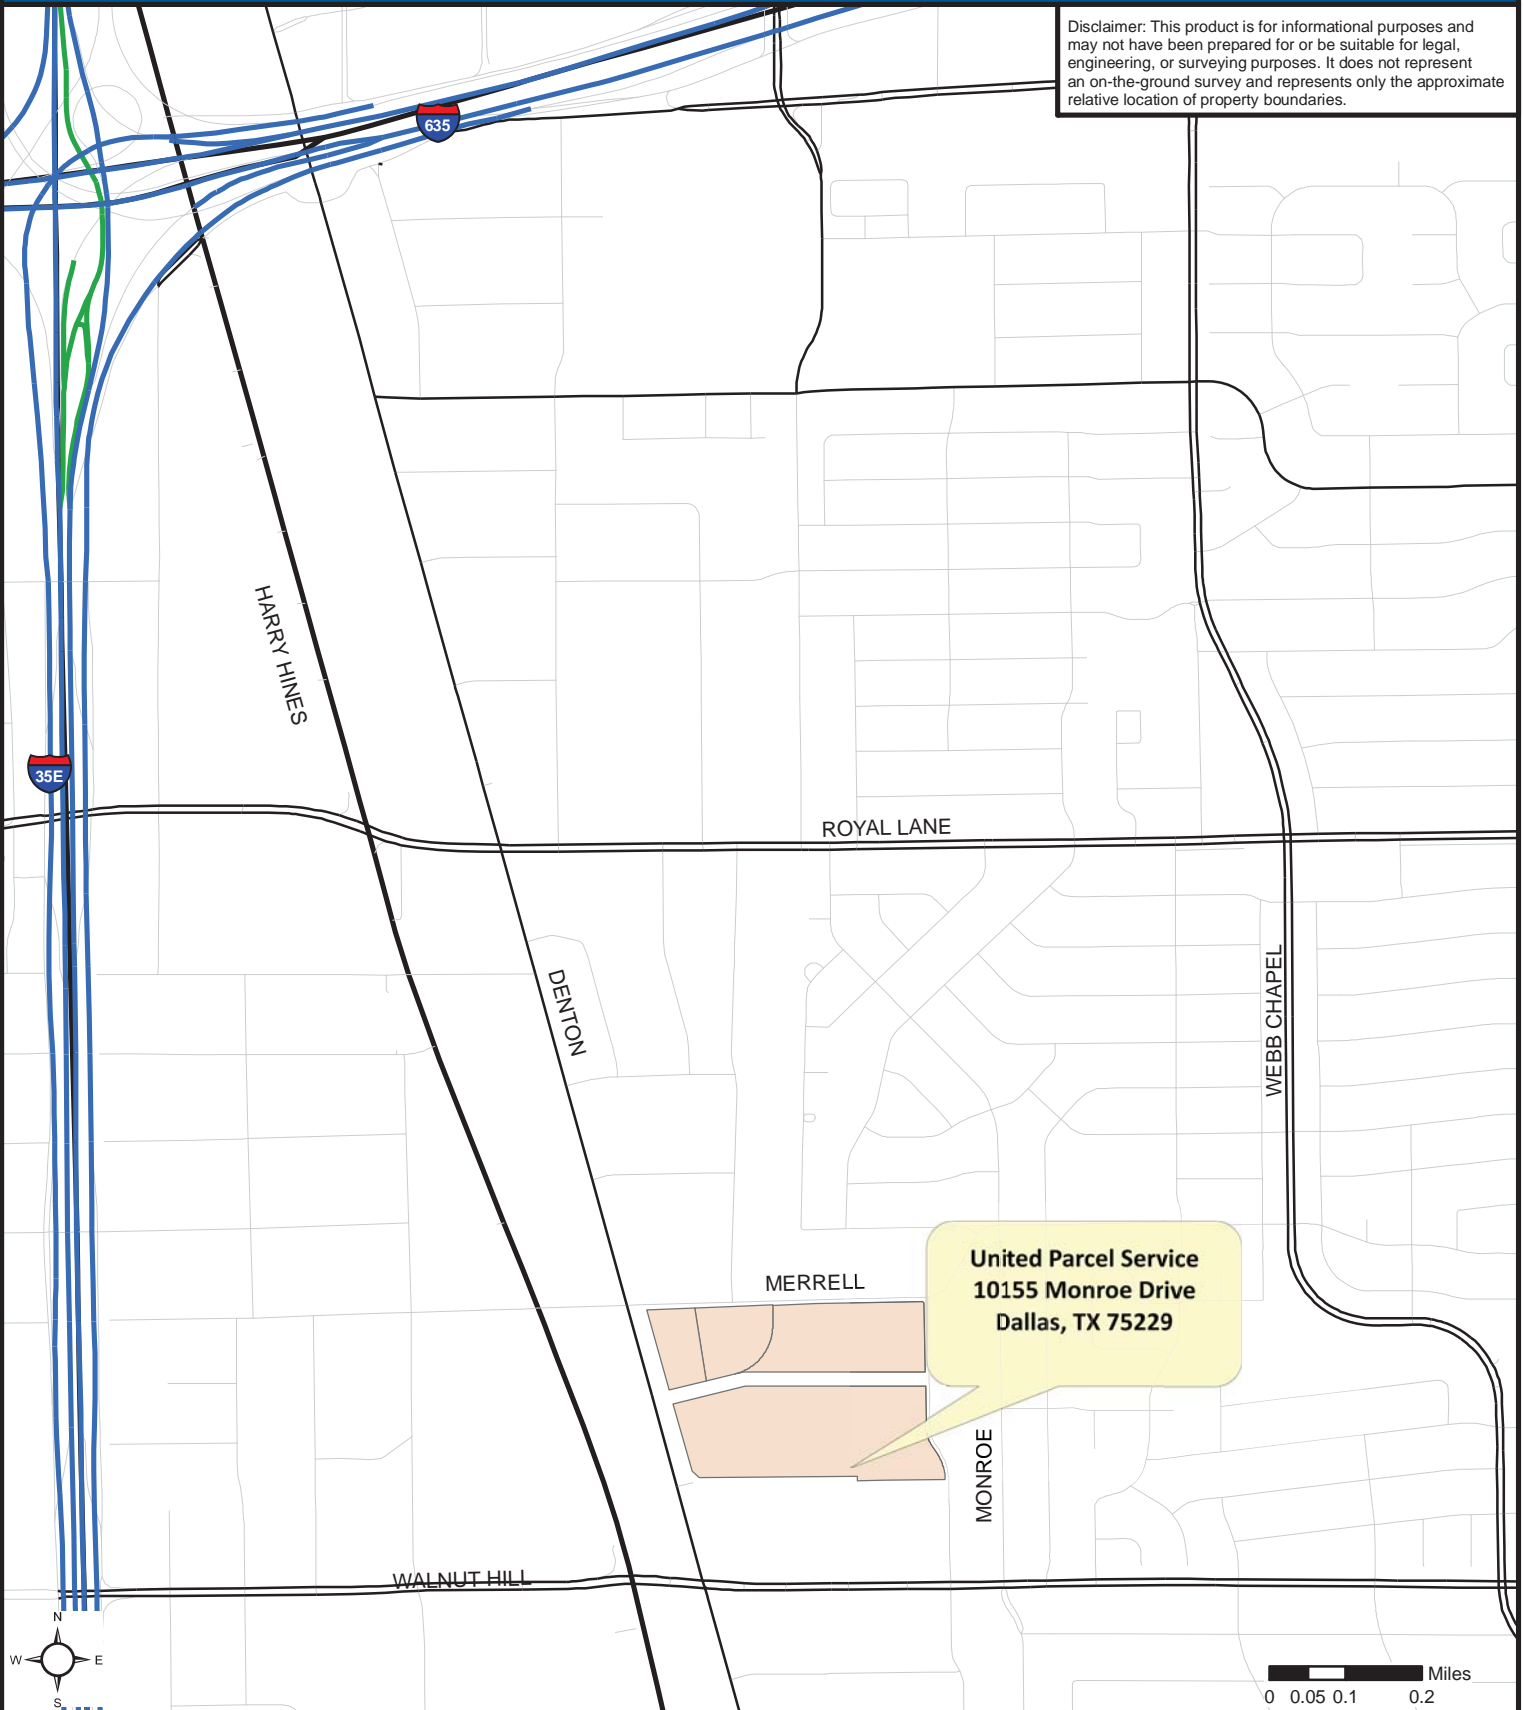 Disclaimer: This product is for informational purposes and
may not have been prepared for or be suitable for legal,
engineering, or surveying purposes. It does not represent
an on-the-ground survey and represents only the approximate
relative location of property boundaries.
635
HARRY HINES
35E
ROYAL LANE
DENTON
WEBB CHAPEL
United Parcel Service
10155 Monroe Drive
Dallas, TX 75229
MERRELL
MONROE
WALNUT HILL
N
W E
S
Miles
0 0.05 0.1 0.2